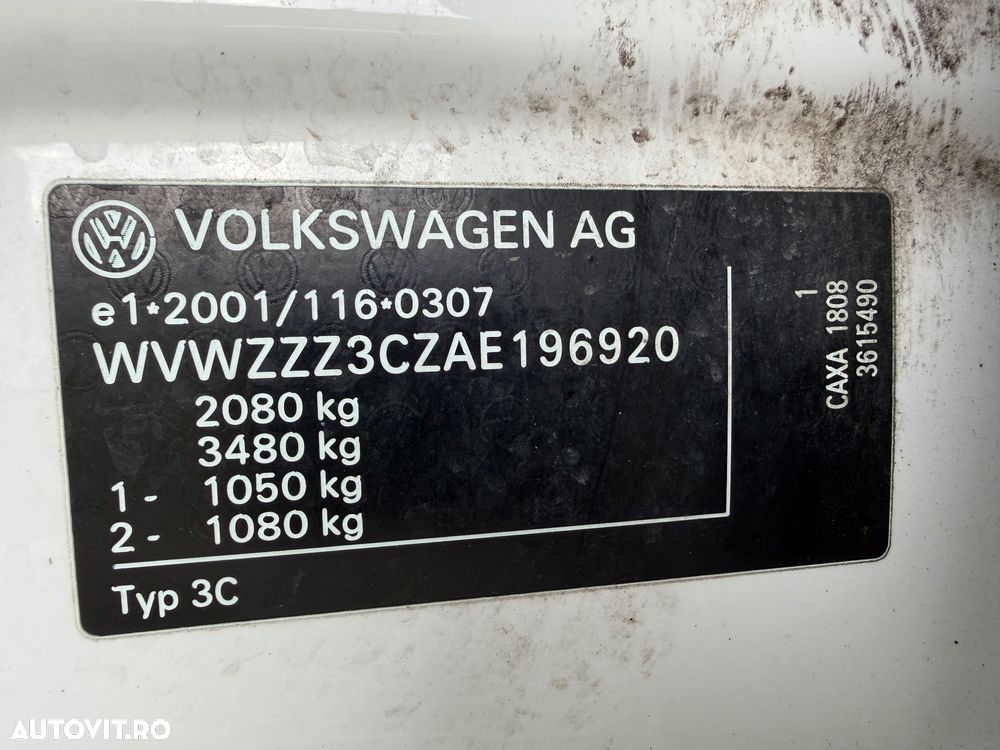 VOLKSWAGEN AG
e1*2001/116*0307
WVWZZZ3CZAE196920
2080 kg
3480 kg
1 - 1050 kg
2 - 1080 kg
Typ 3C
1
CAXA 1808
3615490
AUTOVIT.RO